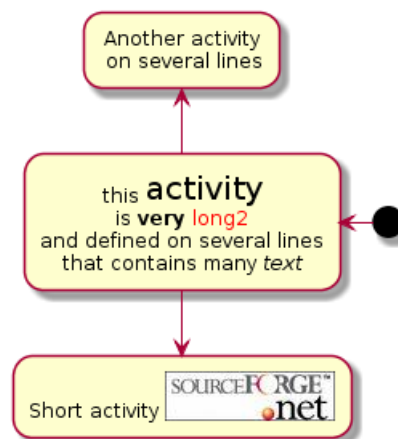 Another activity
on several lines
this activity
is very long2
and defined on several lines
that contains many text
Short activity SOURCEFORGE™
.net